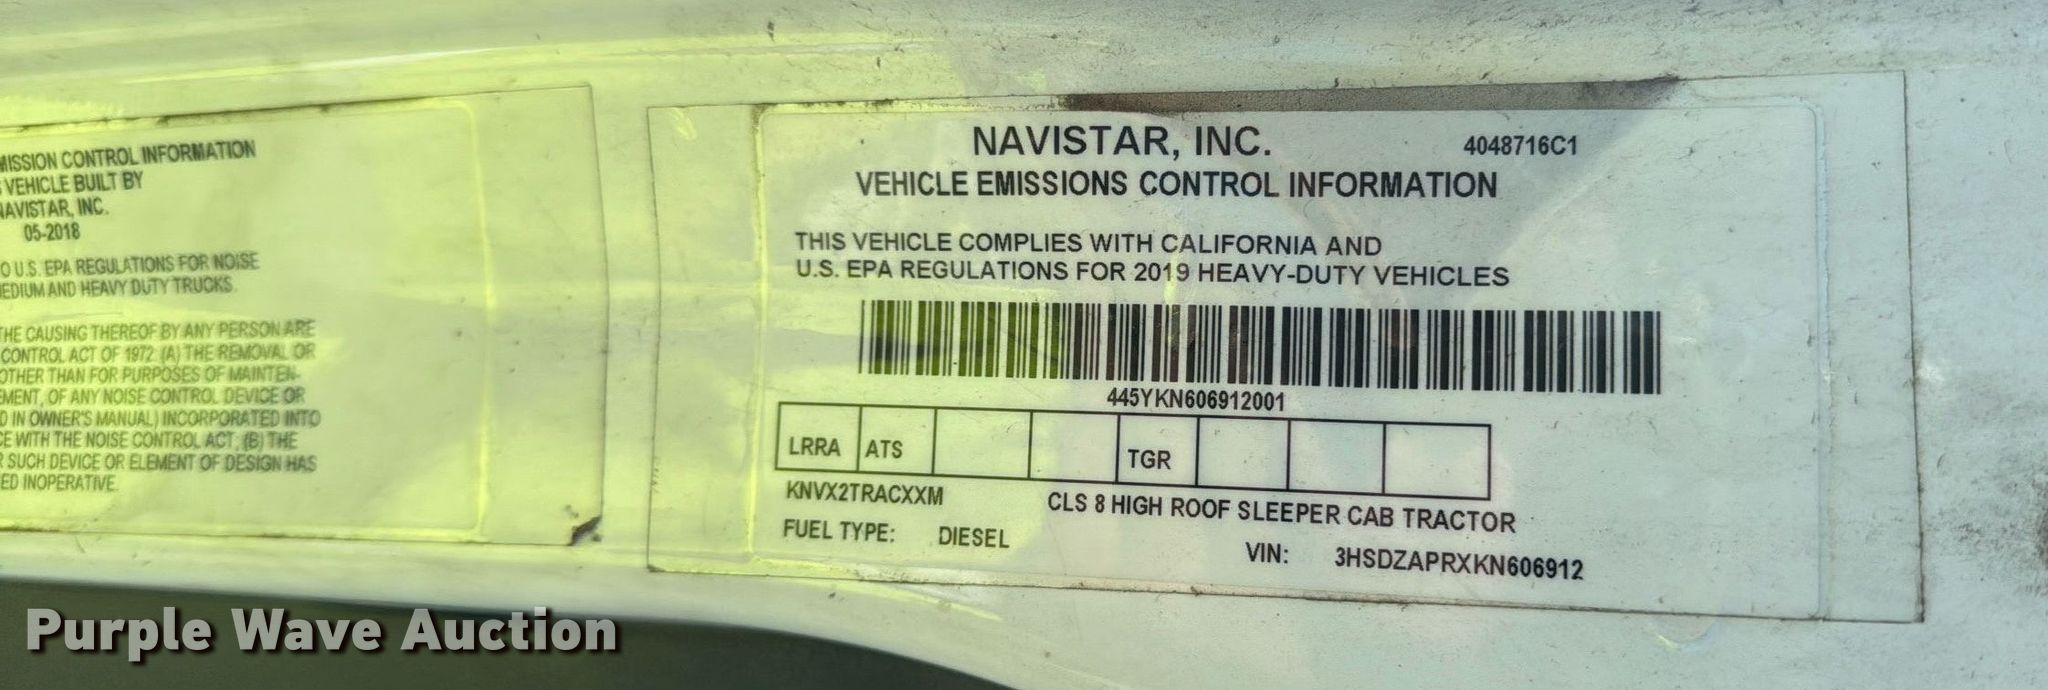 MISSION CONTROL INFORMATION
VEHICLE BUILT BY
NAVISTAR, INC.
05-2018
O U.S. EPA REGULATIONS FOR NOISE
MEDIUM AND HEAVY DUTY TRUCKS.
THE CAUSING THEREOF BY ANY PERSON ARE
CONTROL ACT OF 1972. (A) THE REMOVAL OR
OTHER THAN FOR PURPOSES OF MAINTEN-
EMENT, OF ANY NOISE CONTROL DEVICE OR
D IN OWNER'S MANUAL) INCORPORATED INTO
CE WITH THE NOISE CONTROL ACT; (B) THE
R SUCH DEVICE OR ELEMENT OF DESIGN HAS
ED INOPERATIVE.
NAVISTAR, INC. 4048716C1
VEHICLE EMISSIONS CONTROL INFORMATION
THIS VEHICLE COMPLIES WITH CALIFORNIA AND
U.S. EPA REGULATIONS FOR 2019 HEAVY-DUTY VEHICLES
445YKN606912001
LRRA ATS TGR
KNVX2TRACXXM CLS 8 HIGH ROOF SLEEPER CAB TRACTOR
FUEL TYPE: DIESEL VIN: 3HSDZAPRXKN606912
Purple Wave Auction